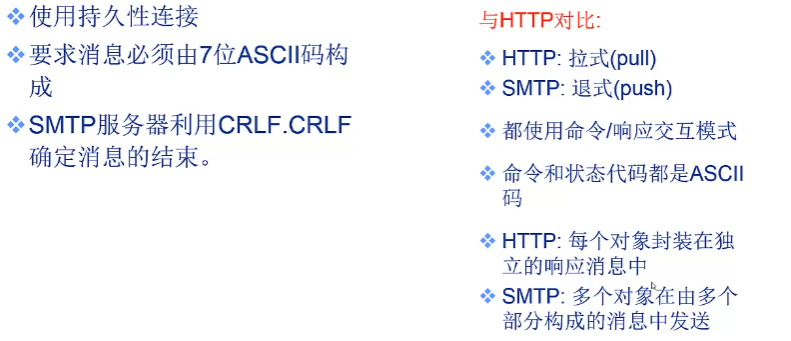 使用持久性连接
要求消息必须由7位ASCII码构
成
SMTP服务器利用CRLF.CRLF
确定消息的结束。
与HTTP对比:
HTTP: 拉式(pull)
SMTP: 退式(push)
都使用命令/响应交互模式
命令和状态代码都是ASCII
码
HTTP: 每个对象封装在独
立的响应消息中
SMTP: 多个对象在由多个
部分构成的消息中发送